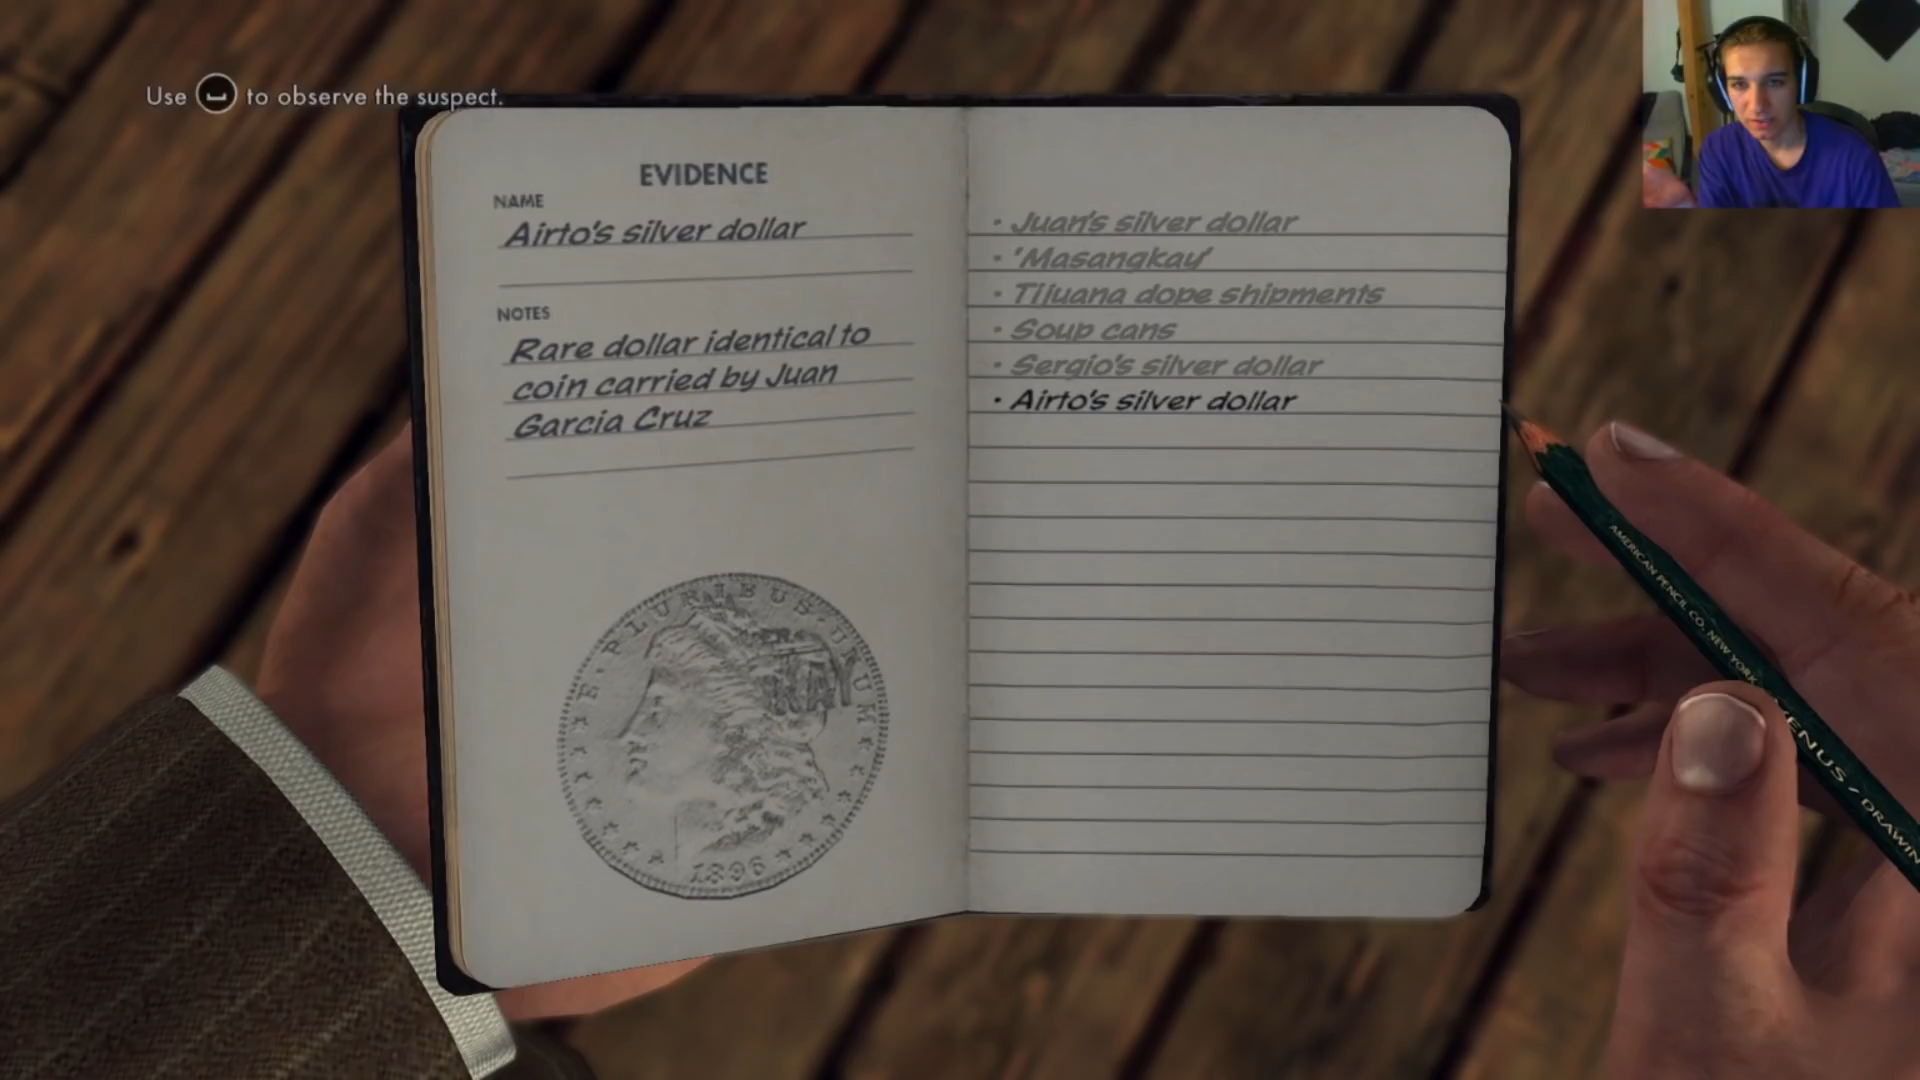 Use to observe the suspect.
EVIDENCE
NAME
Airto's silver dollar
NOTES
Rare dollar identical to
coin carried by Juan
Garcia Cruz
E·PLURIBUS·UNUM
1896
• Juan's silver dollar
• 'Masangkay'
• Tijuana dope shipments
• Soup cans
• Sergio's silver dollar
• Airto's silver dollar
AMERICAN PENCIL CO. NEW YORK
VENUS / DRAWIN